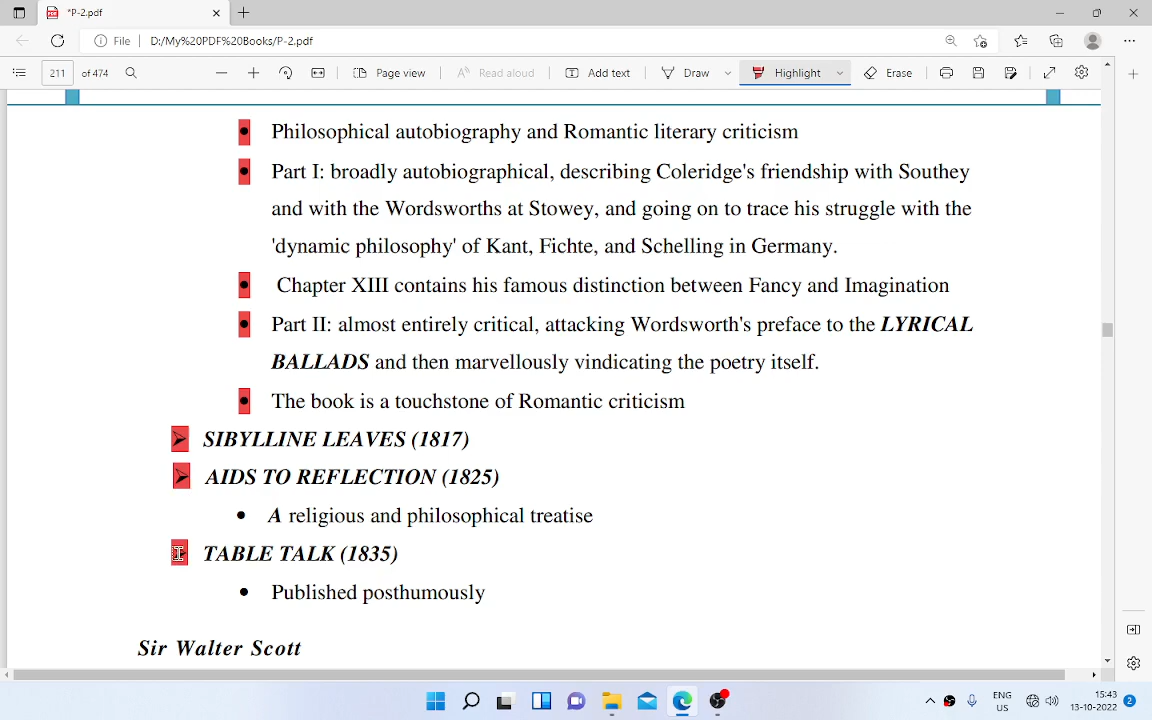 *P-2.pdf
File D:/My%20PDF%20Books/P-2.pdf
211 of 474 Page view Read aloud Add text Draw Highlight Erase
• Philosophical autobiography and Romantic literary criticism
• Part I: broadly autobiographical, describing Coleridge's friendship with Southey
and with the Wordsworths at Stowey, and going on to trace his struggle with the
'dynamic philosophy' of Kant, Fichte, and Schelling in Germany.
• Chapter XIII contains his famous distinction between Fancy and Imagination
• Part II: almost entirely critical, attacking Wordsworth's preface to the LYRICAL
BALLADS and then marvellously vindicating the poetry itself.
• The book is a touchstone of Romantic criticism
➢ SIBYLLINE LEAVES (1817)
➢ AIDS TO REFLECTION (1825)
• A religious and philosophical treatise
➢ TABLE TALK (1835)
• Published posthumously
Sir Walter Scott
ENG 15:43
US 13-10-2022 2